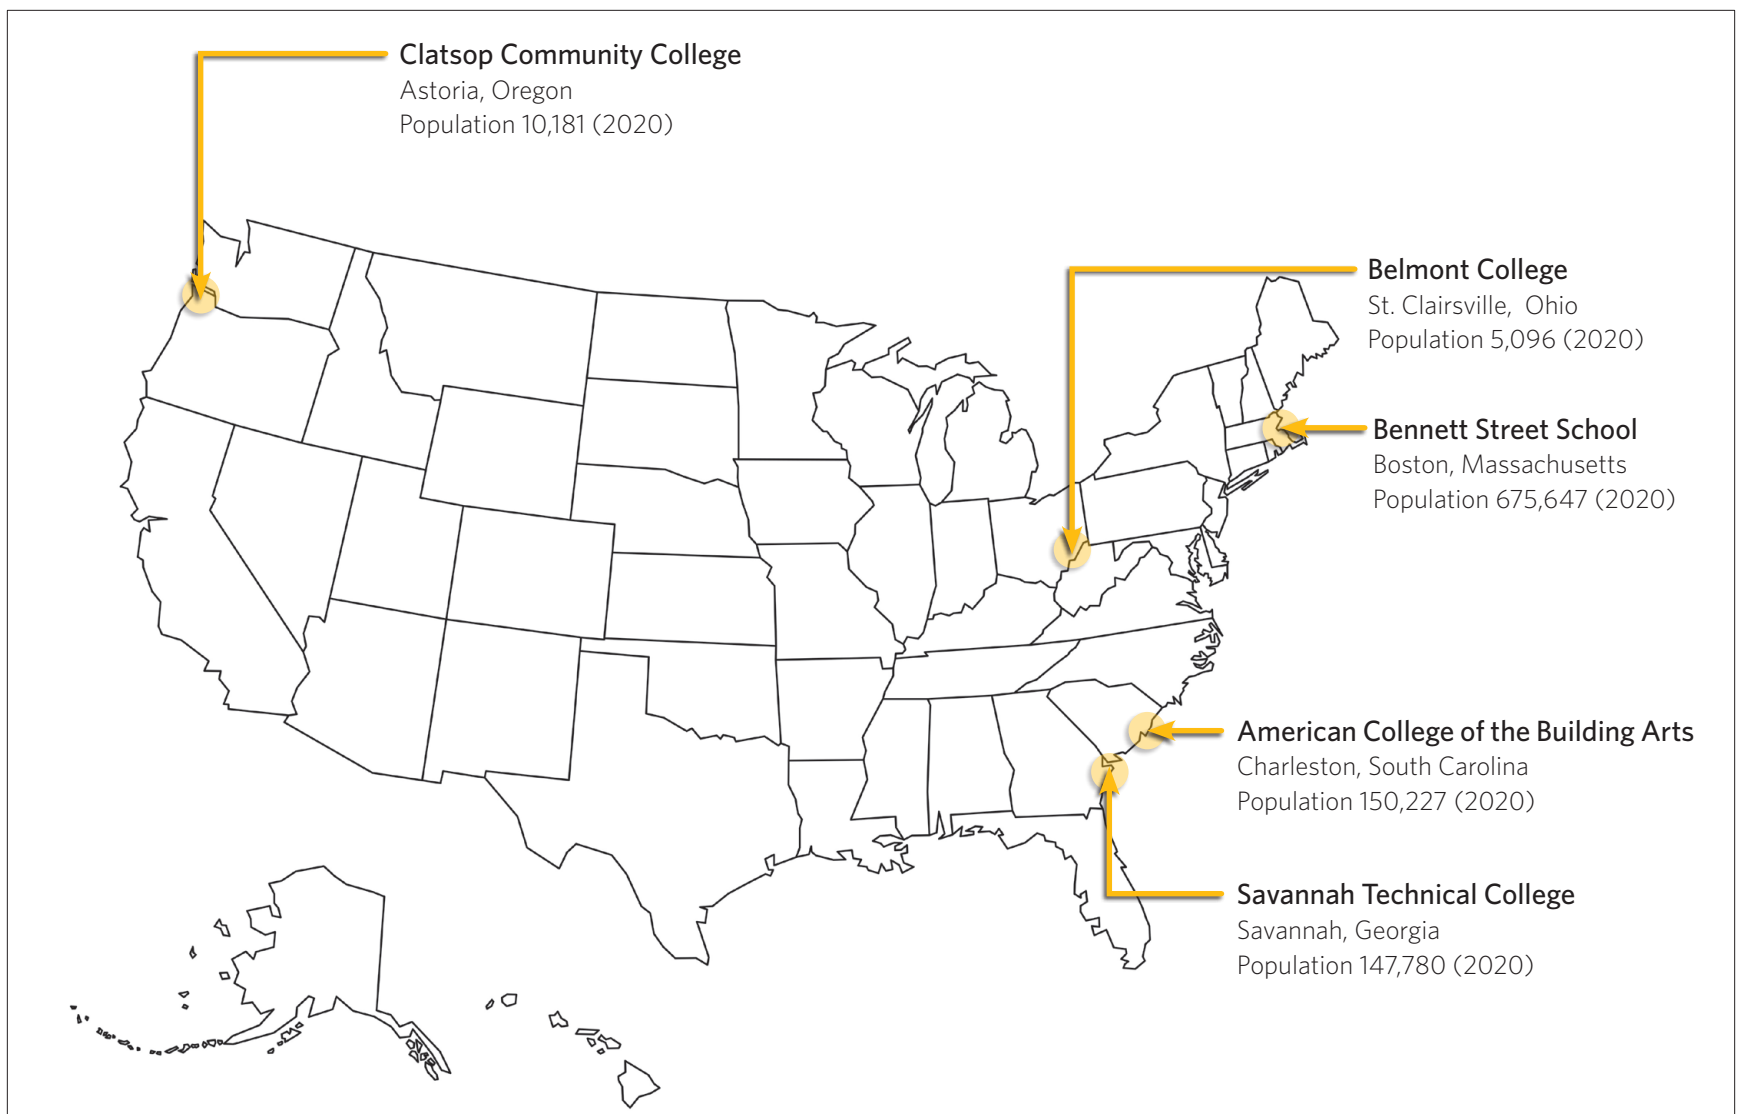 Clatsop Community College
Astoria, Oregon
Population 10,181 (2020)
Belmont College
St. Clairsville, Ohio
Population 5,096 (2020)
Bennett Street School
Boston, Massachusetts
Population 675,647 (2020)
American College of the Building Arts
Charleston, South Carolina
Population 150,227 (2020)
Savannah Technical College
Savannah, Georgia
Population 147,780 (2020)